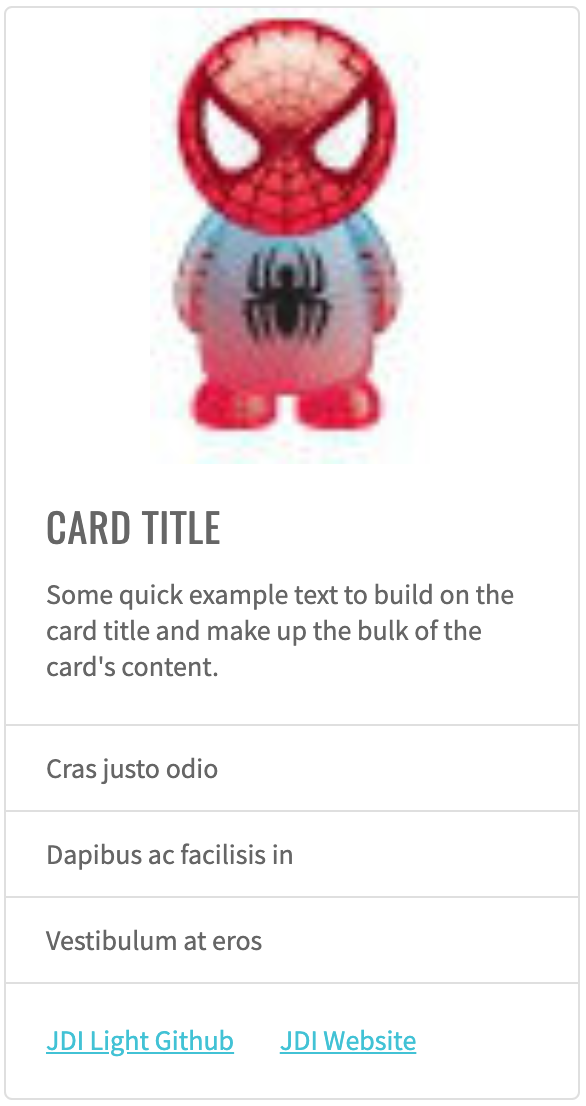 CARD TITLE
Some quick example text to build on the
card title and make up the bulk of the
card's content.
Cras justo odio
Dapibus ac facilisis in
Vestibulum at eros
JDI Light Github JDI Website